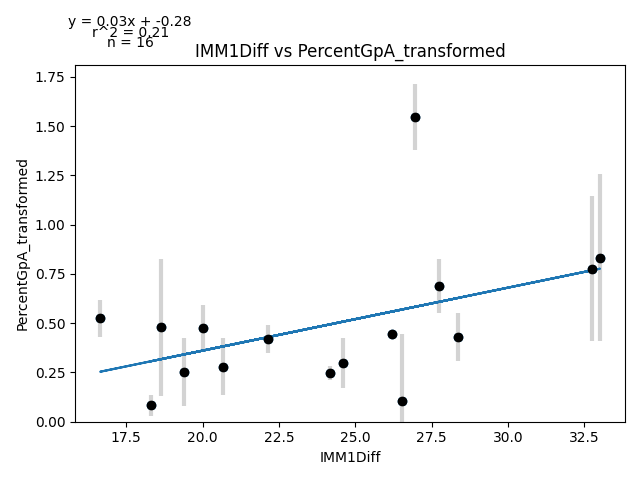 y = 0.03x + -0.28
r^2 = 0.21
n = 16
IMM1Diff vs PercentGpA_transformed
1.75
1.50
1.25
1.00
0.75
0.50
0.25
0.00
PercentGpA_transformed
17.5 20.0 22.5 25.0 27.5 30.0 32.5
IMM1Diff